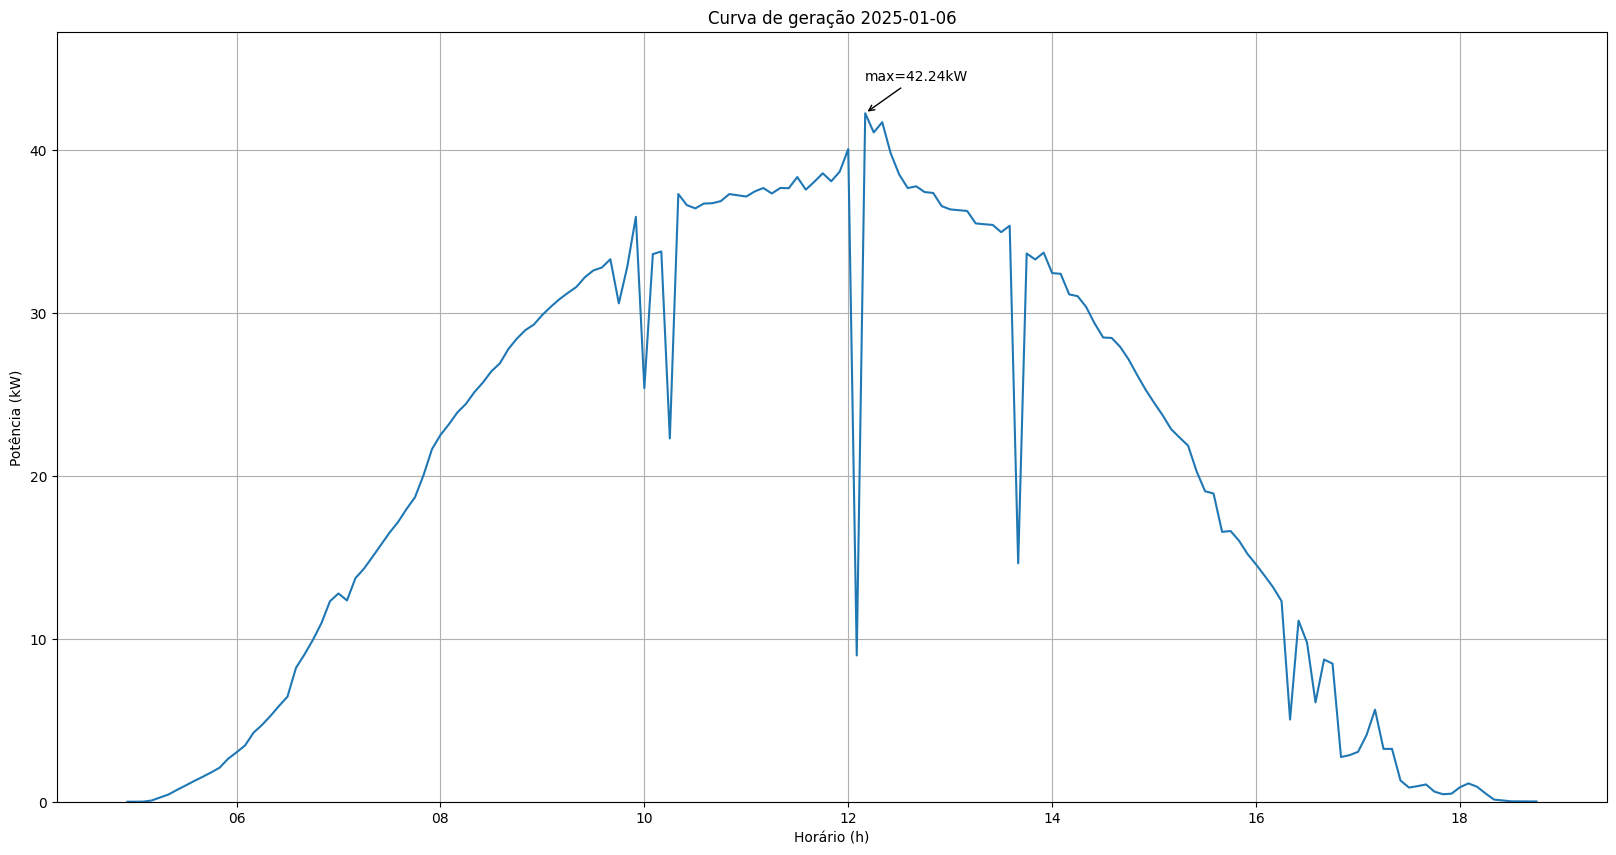 Curva de geração 2025-01-06
max=42.24kW
40
30
20
10
0
Potência (kW)
06 08 10 12 14 16 18
Horário (h)